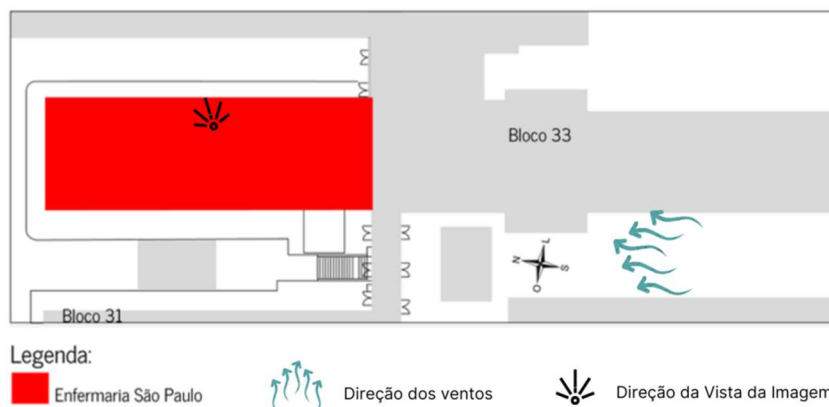 Bloco 33
L
N
S
O
Bloco 31
Legenda:
Enfermaria São Paulo
Direção dos ventos
Direção da Vista da Imagem